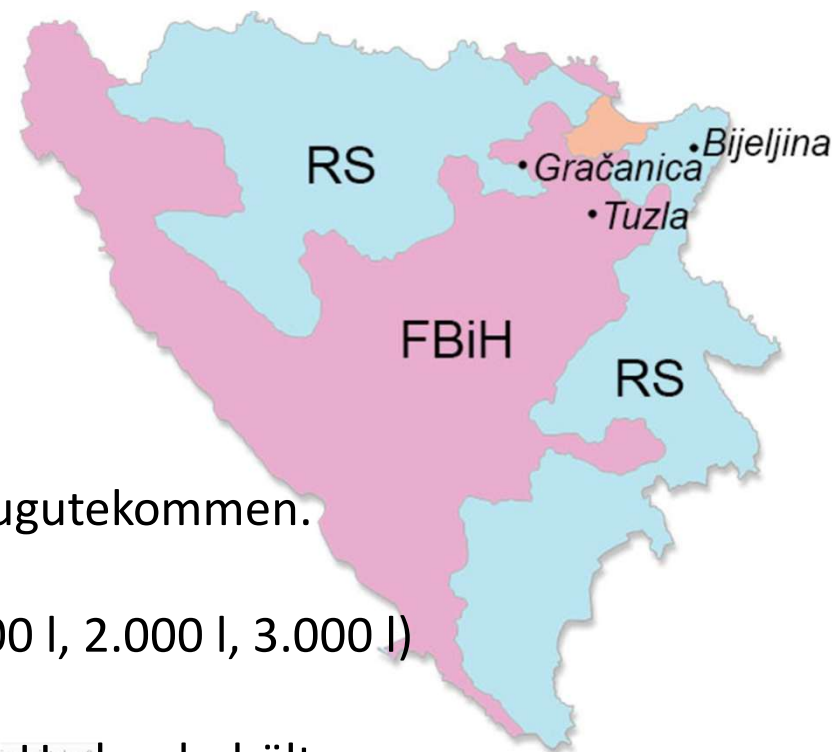 Bijeljina
RS
Gračanica
Tuzla
FBiH
RS
ugutekommen.
00 l, 2.000 l, 3.000 l)